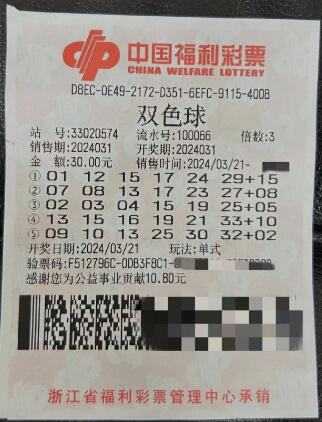 中国福利彩票
CHINA WELFARE LOTTERY
D8EC-0E49-2172-D351-6EFC-9115-400B
双色球
站 号:33020574 流水号:100066 倍数:3
销售期:2024031 开奖期:2024031
金 额:30.00元 销售时间:2024/03/21-
① 01 12 15 17 24 29+15
② 07 08 13 17 23 27+08
③ 02 03 04 15 19 25+05
④ 13 15 16 19 21 33+10
⑤ 09 10 13 25 30 32+02
开奖日期:2024/03/21 玩法:单式
验票码:F512796C-0DB3F8C1-
感谢您为公益事业贡献10.80元
浙江省福利彩票管理中心承销